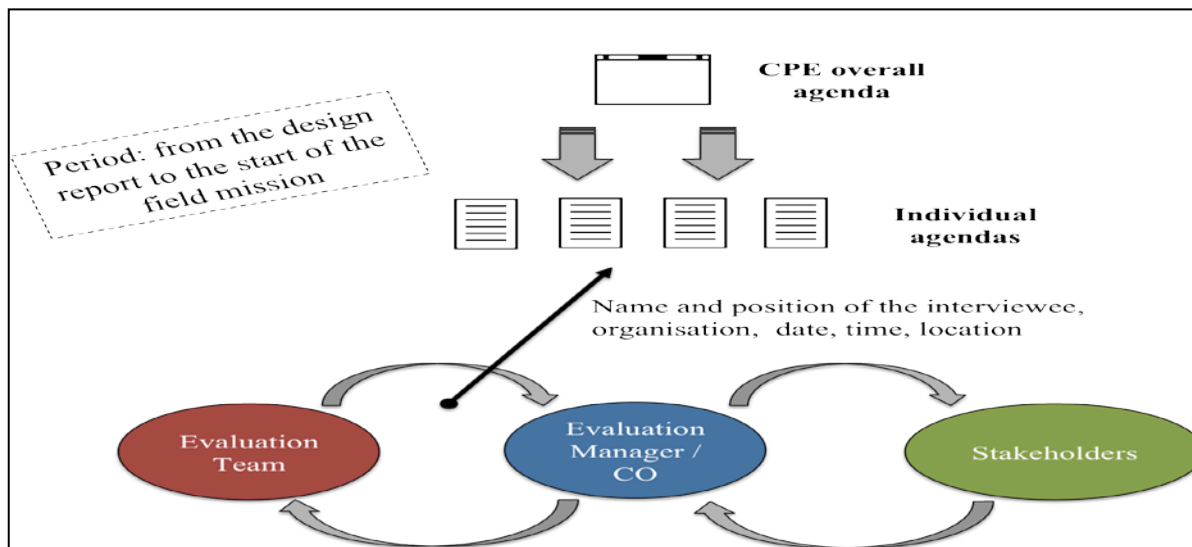 CPE overall
agenda
Period: from the design
report to the start of the
field mission
Individual
agendas
Name and position of the interviewee,
organisation, date, time, location
Evaluation
Team
Evaluation
Manager /
CO
Stakeholders